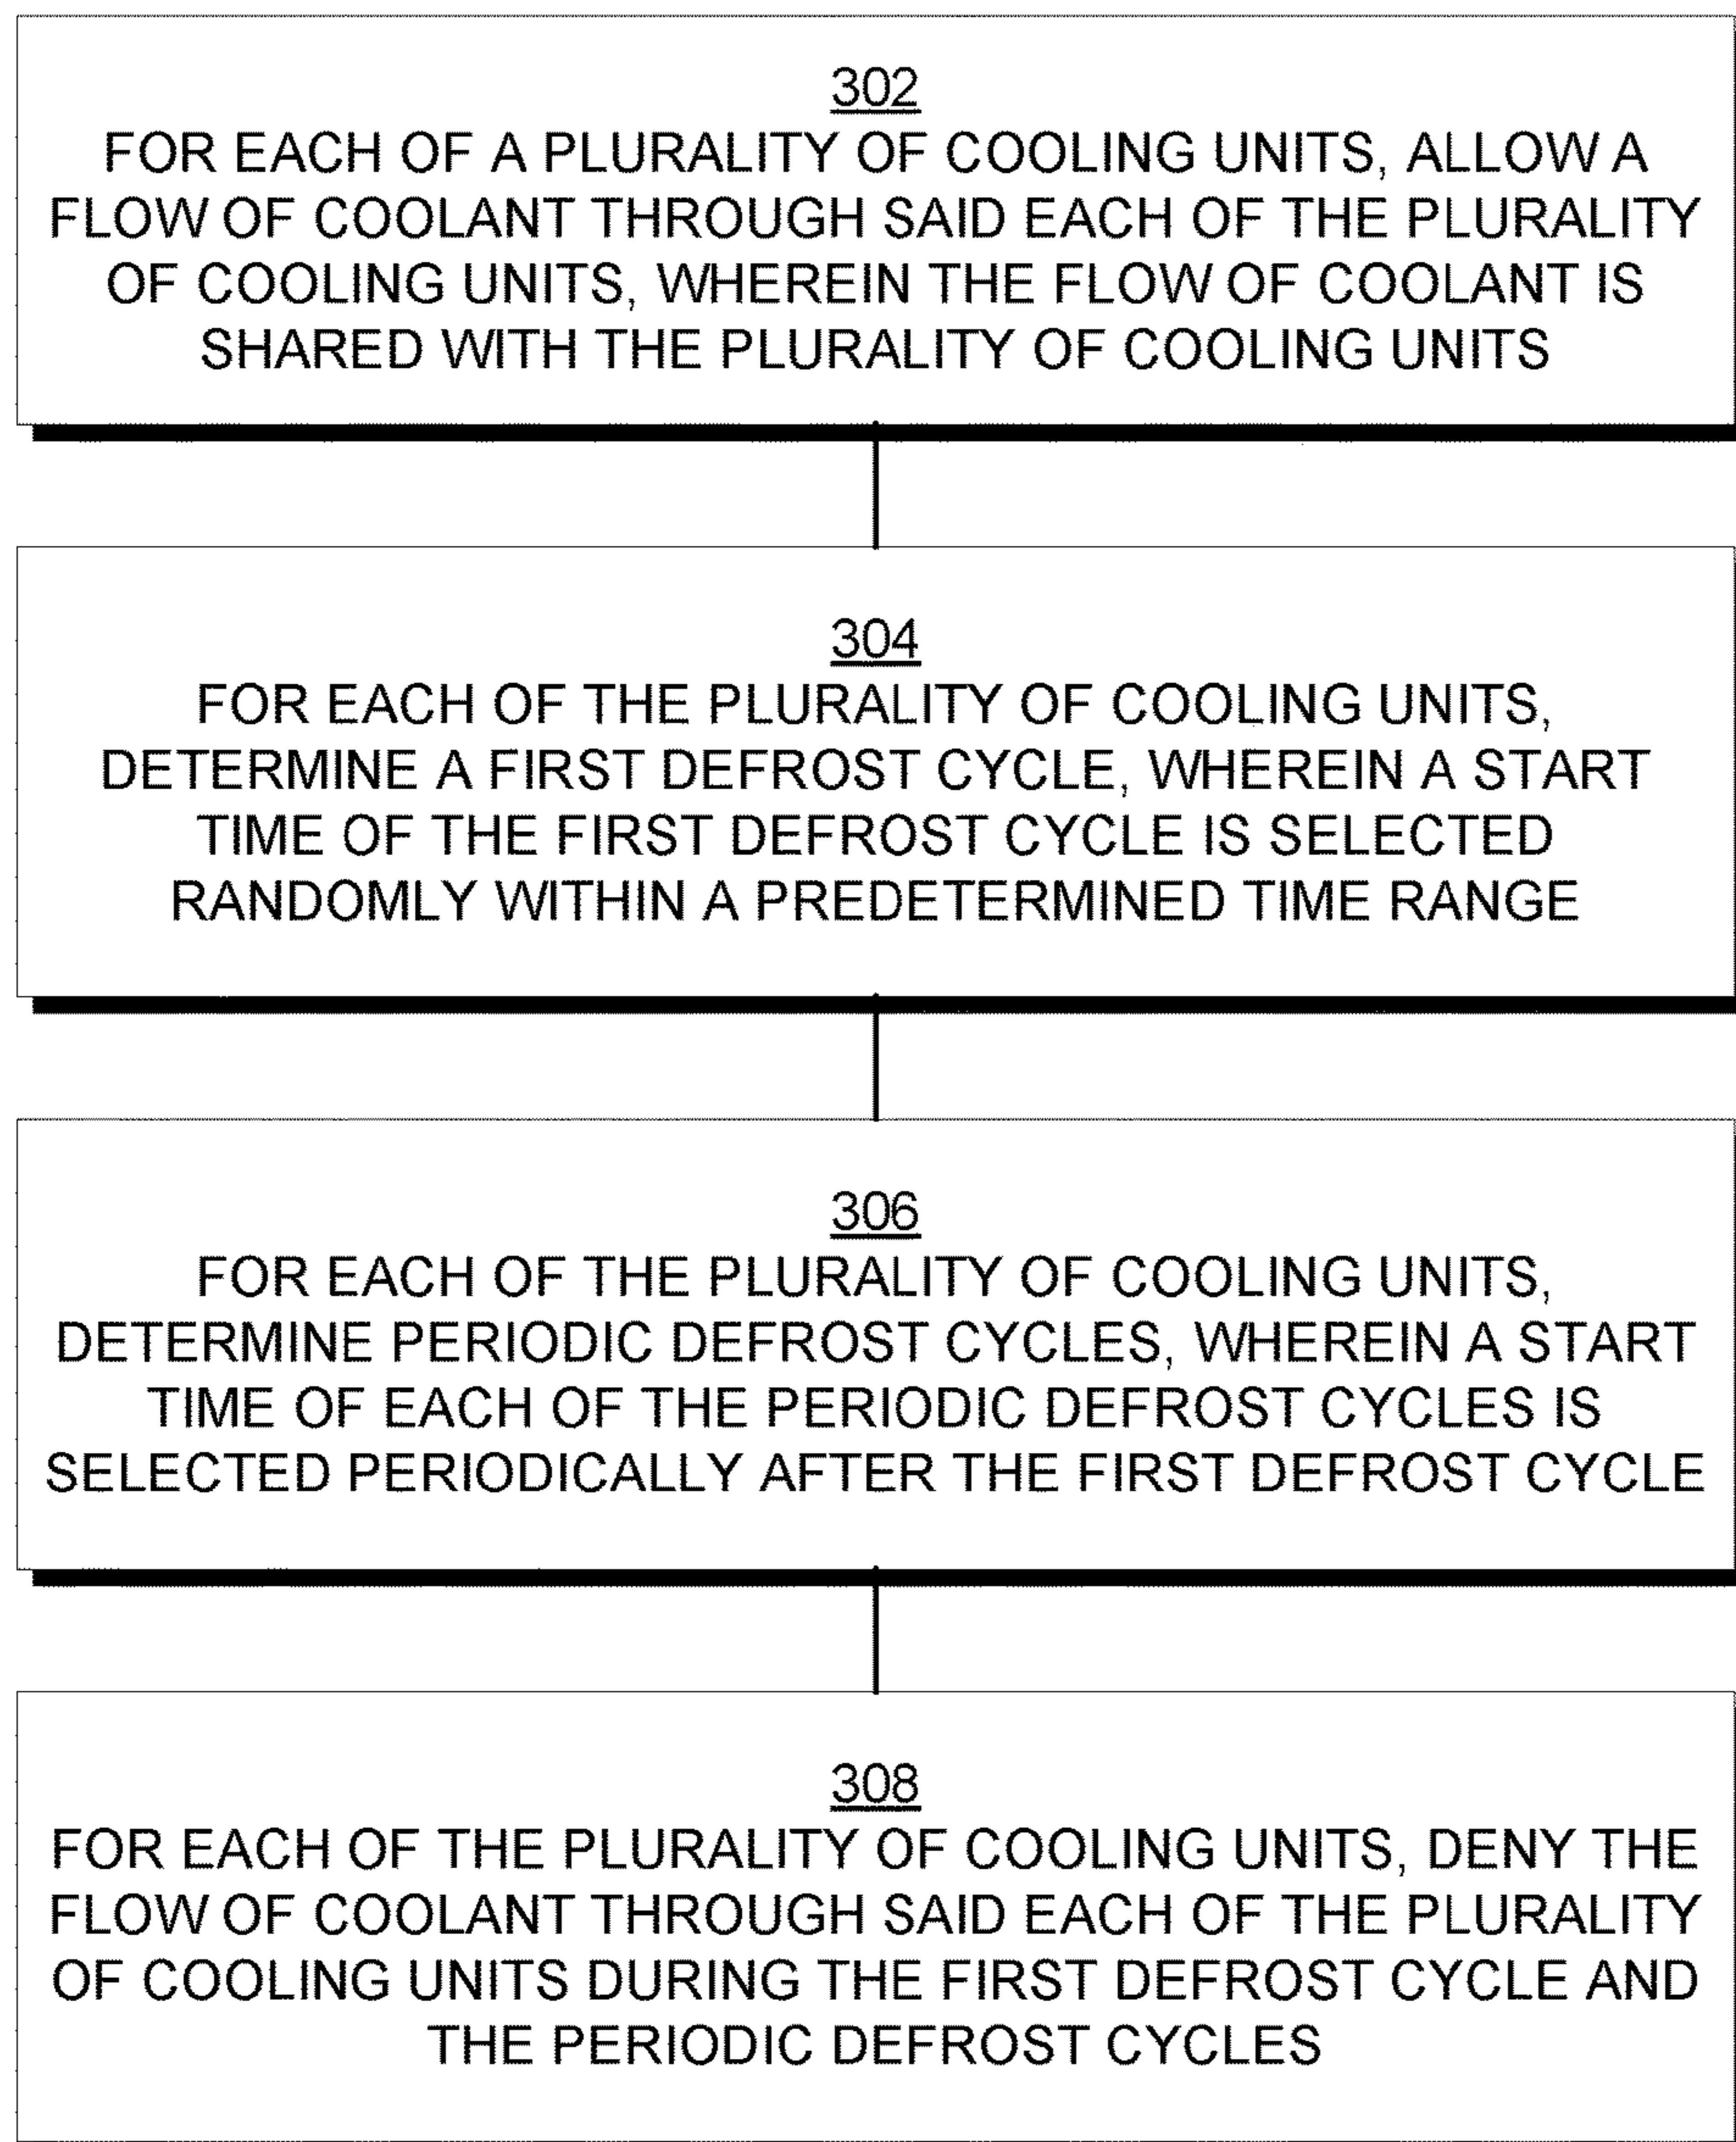 302
FOR EACH OF A PLURALITY OF COOLING UNITS, ALLOW A
FLOW OF COOLANT THROUGH SAID EACH OF THE PLURALITY
OF COOLING UNITS, WHEREIN THE FLOW OF COOLANT IS
SHARED WITH THE PLURALITY OF COOLING UNITS
304
FOR EACH OF THE PLURALITY OF COOLING UNITS,
DETERMINE A FIRST DEFROST CYCLE, WHEREIN A START
TIME OF THE FIRST DEFROST CYCLE IS SELECTED
RANDOMLY WITHIN A PREDETERMINED TIME RANGE
306
FOR EACH OF THE PLURALITY OF COOLING UNITS,
DETERMINE PERIODIC DEFROST CYCLES, WHEREIN A START
TIME OF EACH OF THE PERIODIC DEFROST CYCLES IS
SELECTED PERIODICALLY AFTER THE FIRST DEFROST CYCLE
308
FOR EACH OF THE PLURALITY OF COOLING UNITS, DENY THE
FLOW OF COOLANT THROUGH SAID EACH OF THE PLURALITY
OF COOLING UNITS DURING THE FIRST DEFROST CYCLE AND
THE PERIODIC DEFROST CYCLES